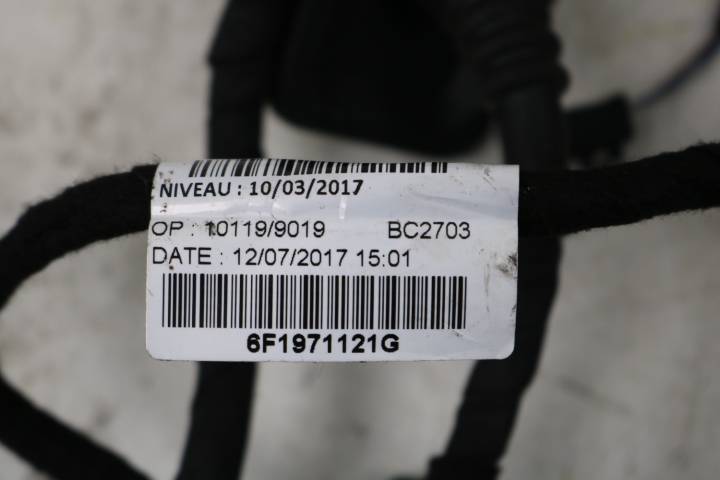 NIVEAU : 10/03/2017
OP : 10119/9019 BC2703
DATE : 12/07/2017 15:01
6F1971121G